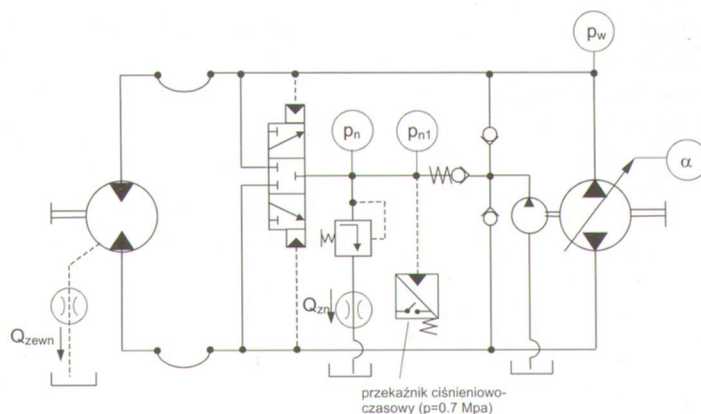 pw
pn
pn1
α
Qzn
Qzewn
przekaźnik ciśnieniowo-
czasowy (p=0.7 Mpa)